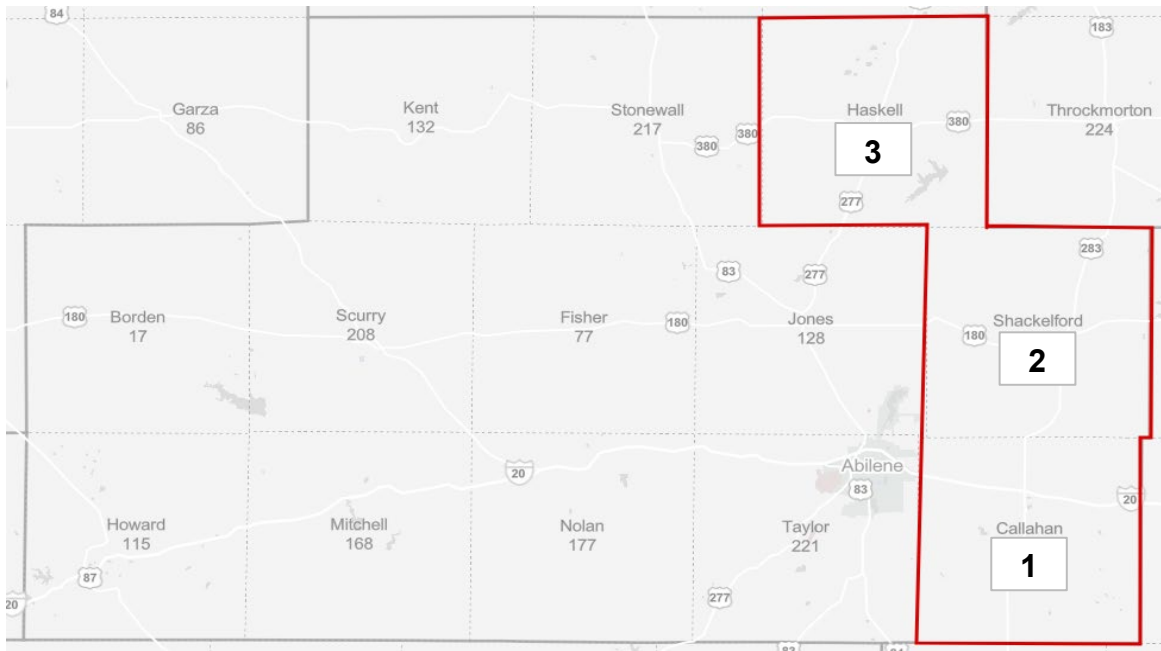 84
183
Garza
86
Kent
132
Stonewall
217
380
380
Haskell
3
380
277
Throckmorton
224
283
180
Borden
17
Scurry
208
Fisher
77
180
83
277
Jones
128
180
Shackelford
2
Howard
115
87
20
Mitchell
168
20
Nolan
177
277
Abilene
83
Taylor
221
83
84
20
Callahan
1